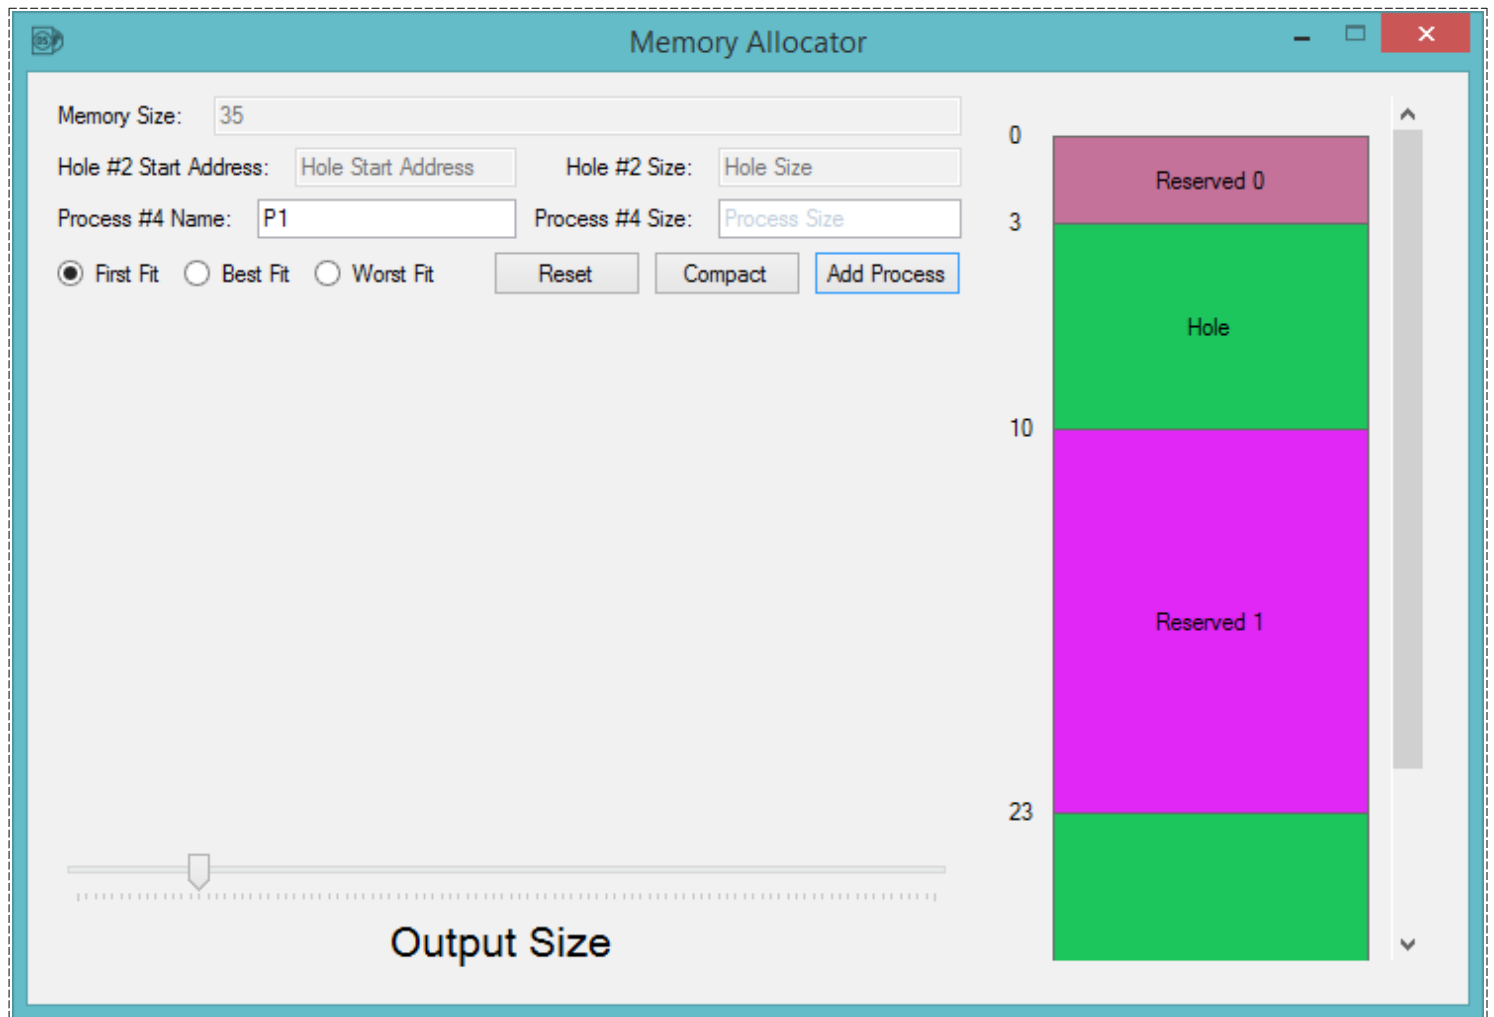 Memory Allocator
Memory Size: 35
Hole #2 Start Address: Hole Start Address Hole #2 Size: Hole Size
Process #4 Name: P1 Process #4 Size: Process Size
First Fit Best Fit Worst Fit Reset Compact Add Process
Output Size
0
Reserved 0
3
Hole
10
Reserved 1
23